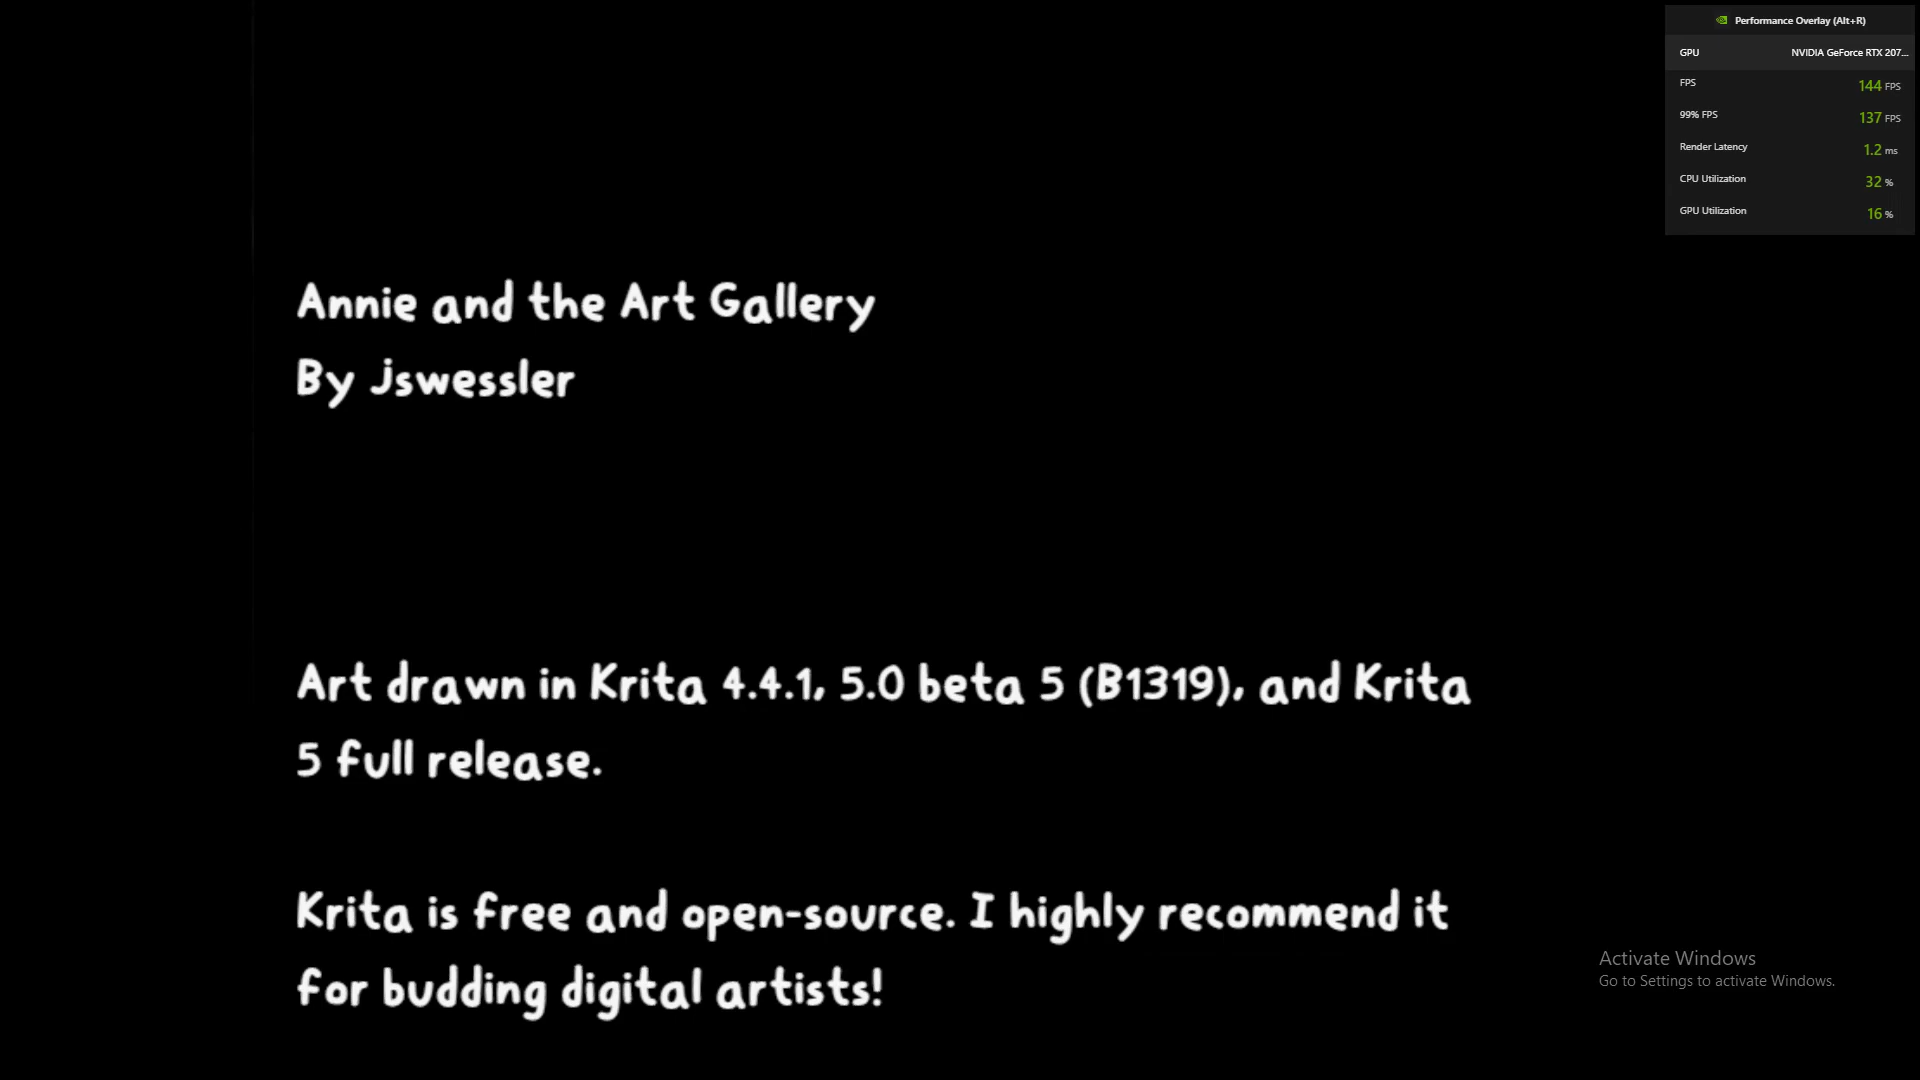 Performance Overlay (Alt+R)
GPU NVIDIA GeForce RTX 207...
FPS 144 FPS
99% FPS 137 FPS
Render Latency 1.2 ms
CPU Utilization 32 %
GPU Utilization 16 %
Annie and the Art Gallery
By Jswessler
Art drawn in Krita 4.4.1, 5.0 beta 5 (B1319), and Krita
5 full release.
Krita is free and open-source. I highly recommend it
for budding digital artists!
Activate Windows
Go to Settings to activate Windows.